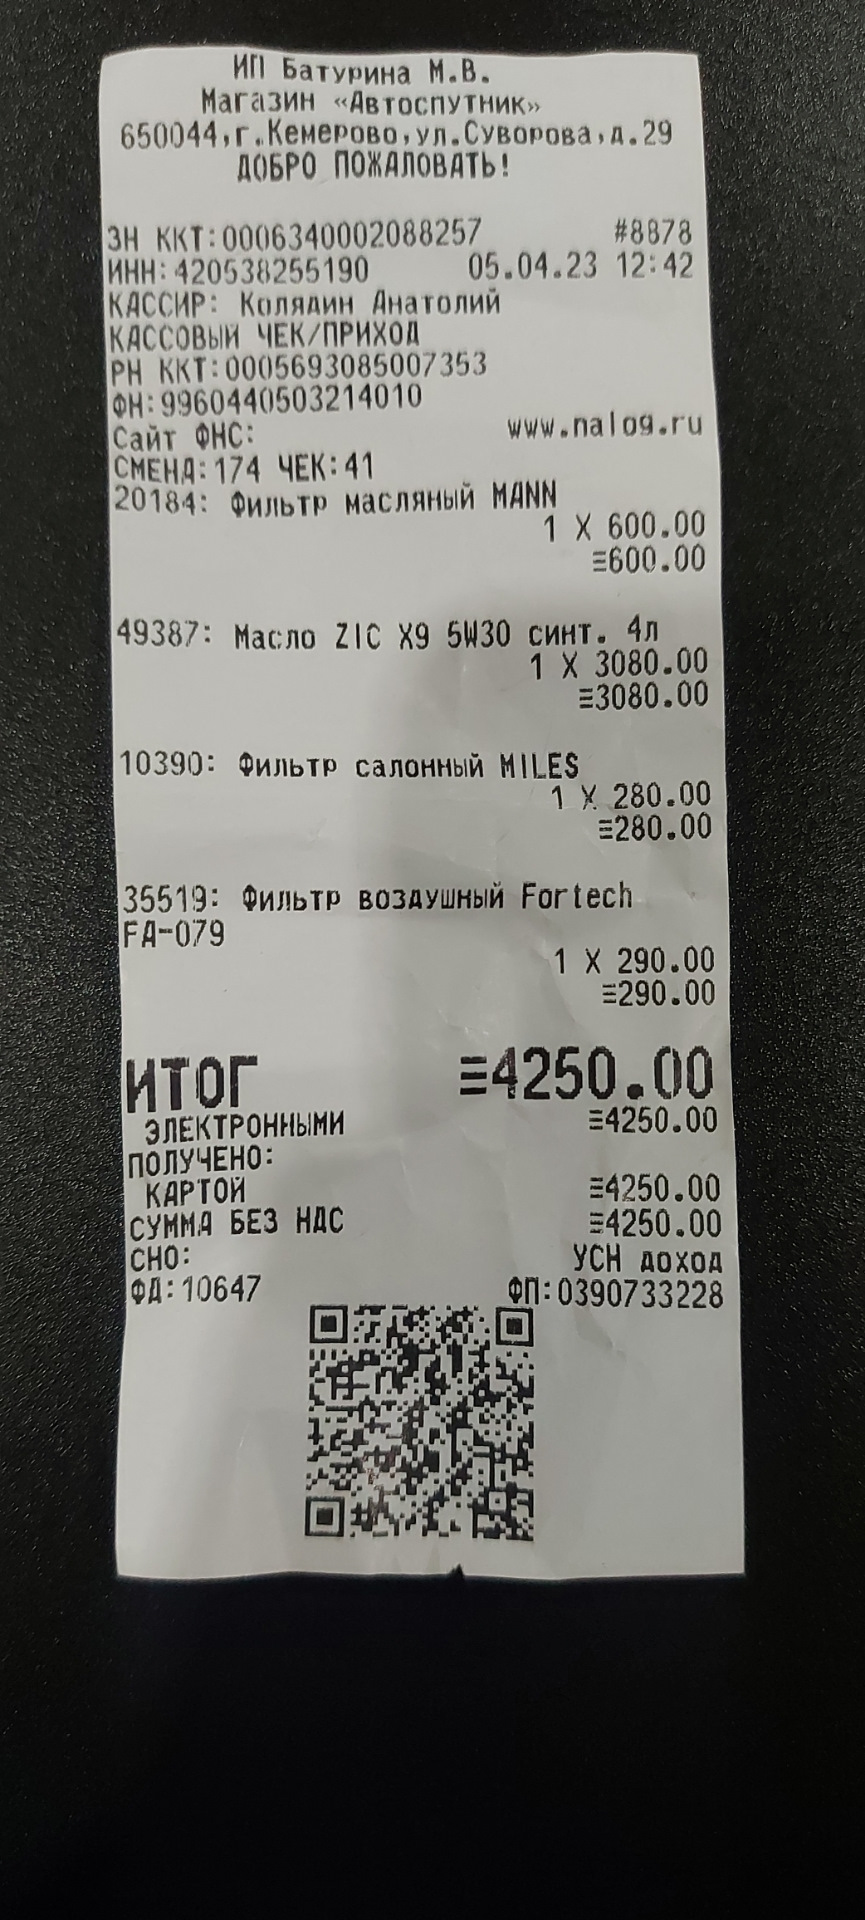 ИП Батурина М.В.
Магазин «Автоспутник»
650044,г.Кемерово,ул.Суворова,д.29
ДОБРО ПОЖАЛОВАТЬ!
ЗН ККТ:0006340002088257 #8878
ИНН:420538255190 05.04.23 12:42
КАССИР: Колядин Анатолий
КАССОВЫЙ ЧЕК/ПРИХОД
РН ККТ:0005693085007353
ФН:9960440503214010
Сайт ФНС: www.nalog.ru
СМЕНА:174 ЧЕК:41
20184: Фильтр масляный MANN
1 X 600.00
≡600.00
49387: Масло ZIC X9 5W30 синт. 4л
1 X 3080.00
≡3080.00
10390: Фильтр салонный MILES
1 X 280.00
≡280.00
35519: Фильтр воздушный Fortech
FA-079
1 X 290.00
≡290.00
ИТОГ ≡4250.00
ЭЛЕКТРОННЫМИ ≡4250.00
ПОЛУЧЕНО:
КАРТОЙ ≡4250.00
СУММА БЕЗ НДС ≡4250.00
СНО: УСН доход
ФД:10647 ФП:0390733228